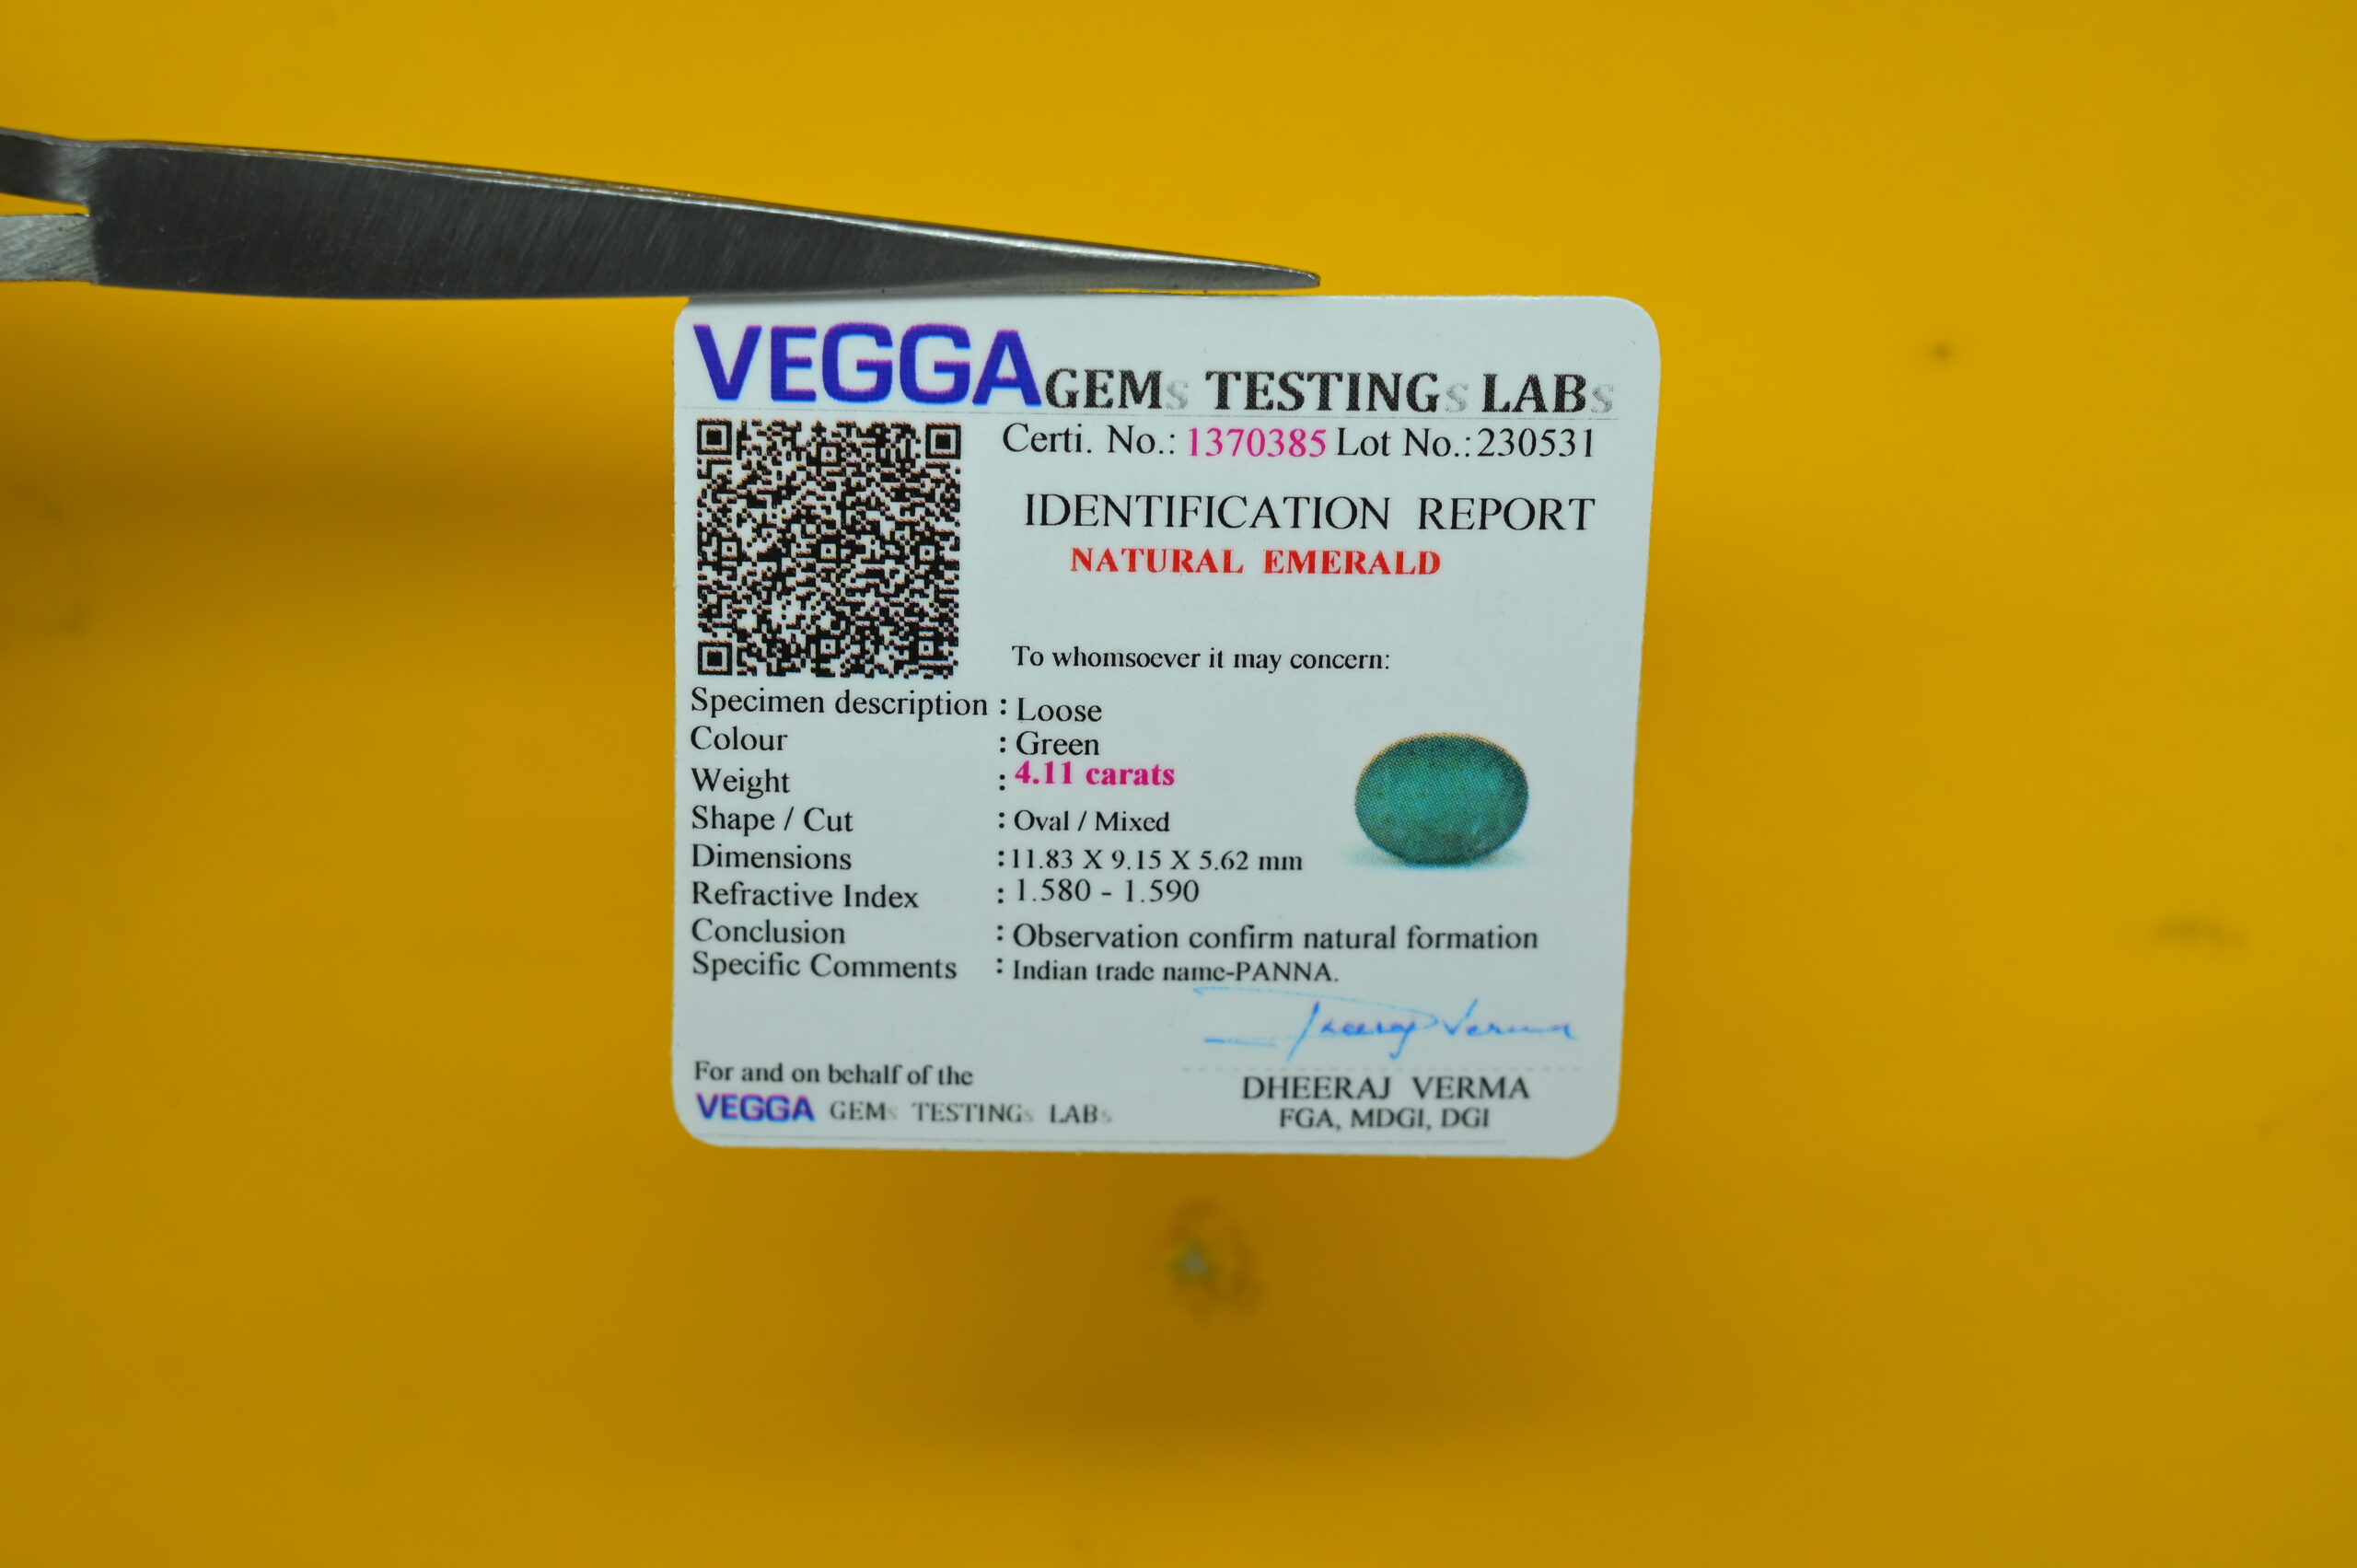 VEGGA GEMs TESTINGs LABs
Certi. No.: 1370385 Lot No.:230531
IDENTIFICATION REPORT
NATURAL EMERALD
To whomsoever it may concern:
Specimen description : Loose
Colour : Green
Weight : 4.11 carats
Shape / Cut : Oval / Mixed
Dimensions :11.83 X 9.15 X 5.62 mm
Refractive Index : 1.580 - 1.590
Conclusion : Observation confirm natural formation
Specific Comments : Indian trade name-PANNA.
Dheeraj Verma
For and on behalf of the
VEGGA GEMs TESTINGs LABs
DHEERAJ VERMA
FGA, MDGI, DGI